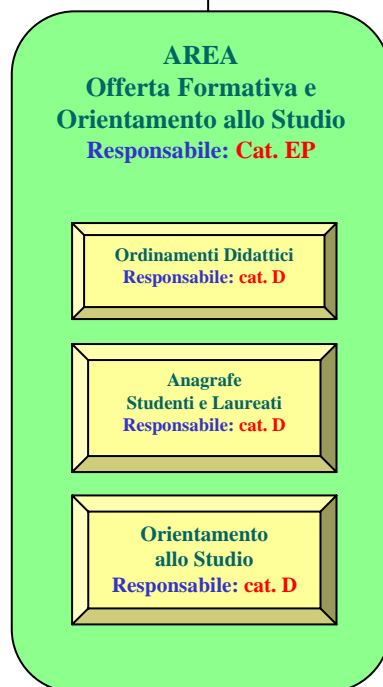 AREA
Offerta Formativa e
Orientamento allo Studio
Responsabile: Cat. EP
Ordinamenti Didattici
Responsabile: cat. D
Anagrafe
Studenti e Laureati
Responsabile: cat. D
Orientamento
allo Studio
Responsabile: cat. D